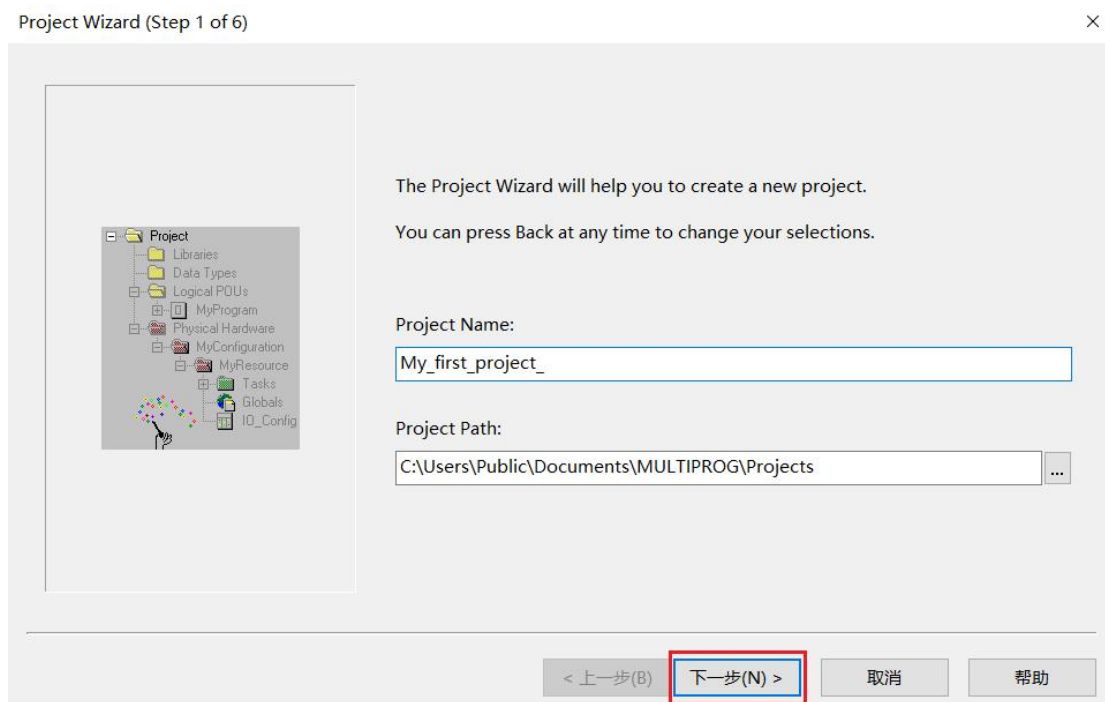 Project Wizard (Step 1 of 6)
Project
Libraries
Data Types
Logical POUs
MyProgram
Physical Hardware
MyConfiguration
MyResource
Tasks
Globals
IO_Config
The Project Wizard will help you to create a new project.
You can press Back at any time to change your selections.
Project Name:
My_first_project_
Project Path:
C:\Users\Public\Documents\MULTIPROG\Projects
...
< 上一步(B)
下一步(N) >
取消
帮助